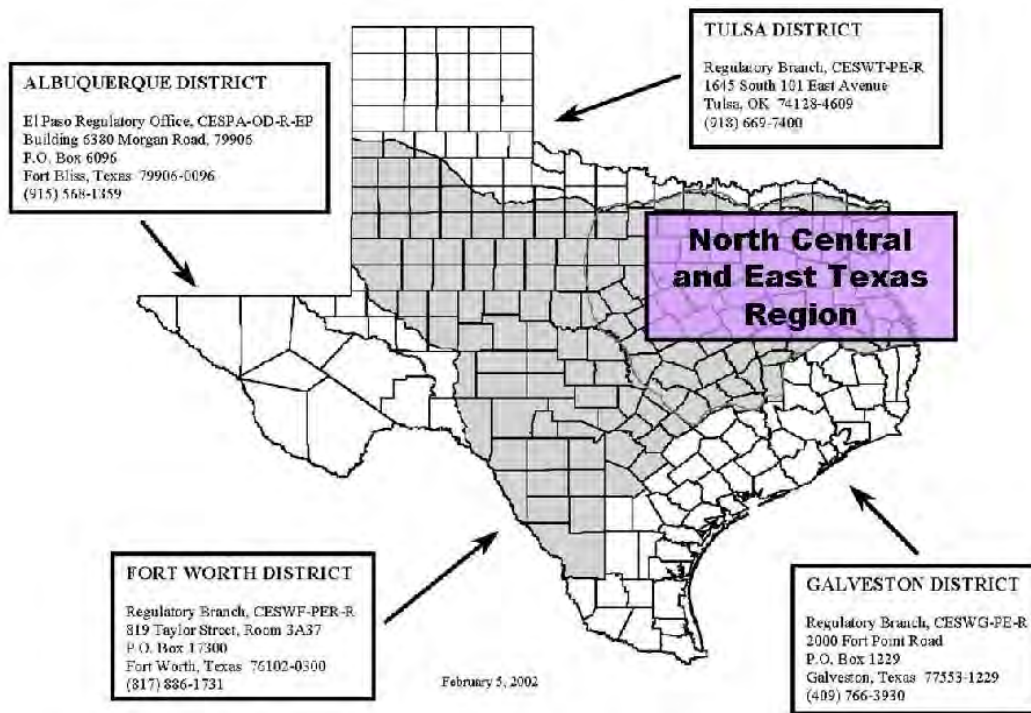 TULSA DISTRICT
Regulatory Branch, CESWT-PE-R
1645 South 101 East Avenue
Tulsa, OK 74128-4609
(918) 669-7400
ALBUQUERQUE DISTRICT
El Paso Regulatory Office, CESPA-OD-R-EP
Building 6380 Morgan Road, 79906
P.O. Box 6096
Fort Bliss, Texas 79906-0096
(915) 568-1359
North Central
and East Texas
Region
FORT WORTH DISTRICT
Regulatory Branch, CESWF-PER-R
819 Taylor Street, Room 3A37
P.O. Box 17300
Fort Worth, Texas 76102-0300
(817) 886-1731
GALVESTON DISTRICT
Regulatory Branch, CESWG-PE-R
2000 Fort Point Road
P.O. Box 1229
Galveston, Texas 77553-1229
(409) 766-3930
February 5, 2002